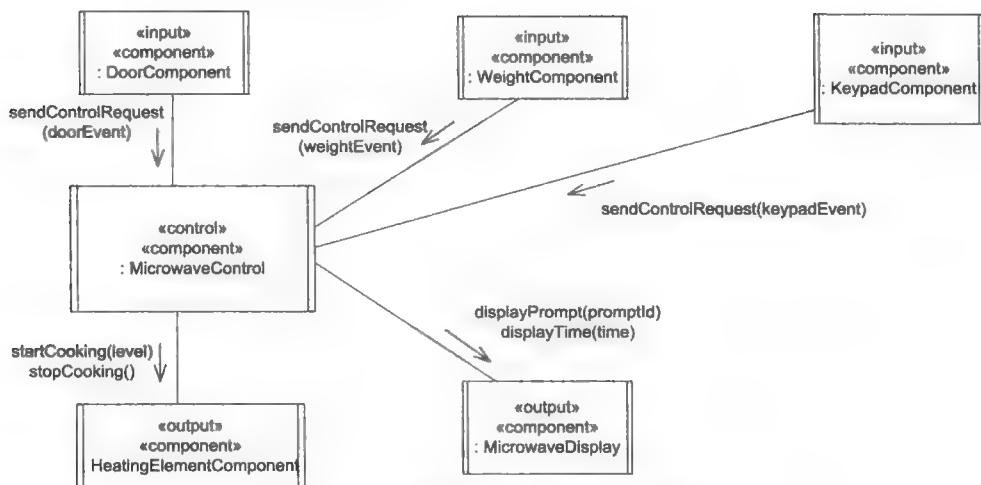 «input»
«component»
: DoorComponent
«input»
«component»
: WeightComponent
«input»
«component»
: KeypadComponent
sendControlRequest
(doorEvent)
sendControlRequest
(weightEvent)
sendControlRequest(keypadEvent)
«control»
«component»
: MicrowaveControl
displayPrompt(promptId)
displayTime(time)
startCooking(level)
stopCooking()
«output»
«component»
HeatingElementComponent
«output»
«component»
: MicrowaveDisplay